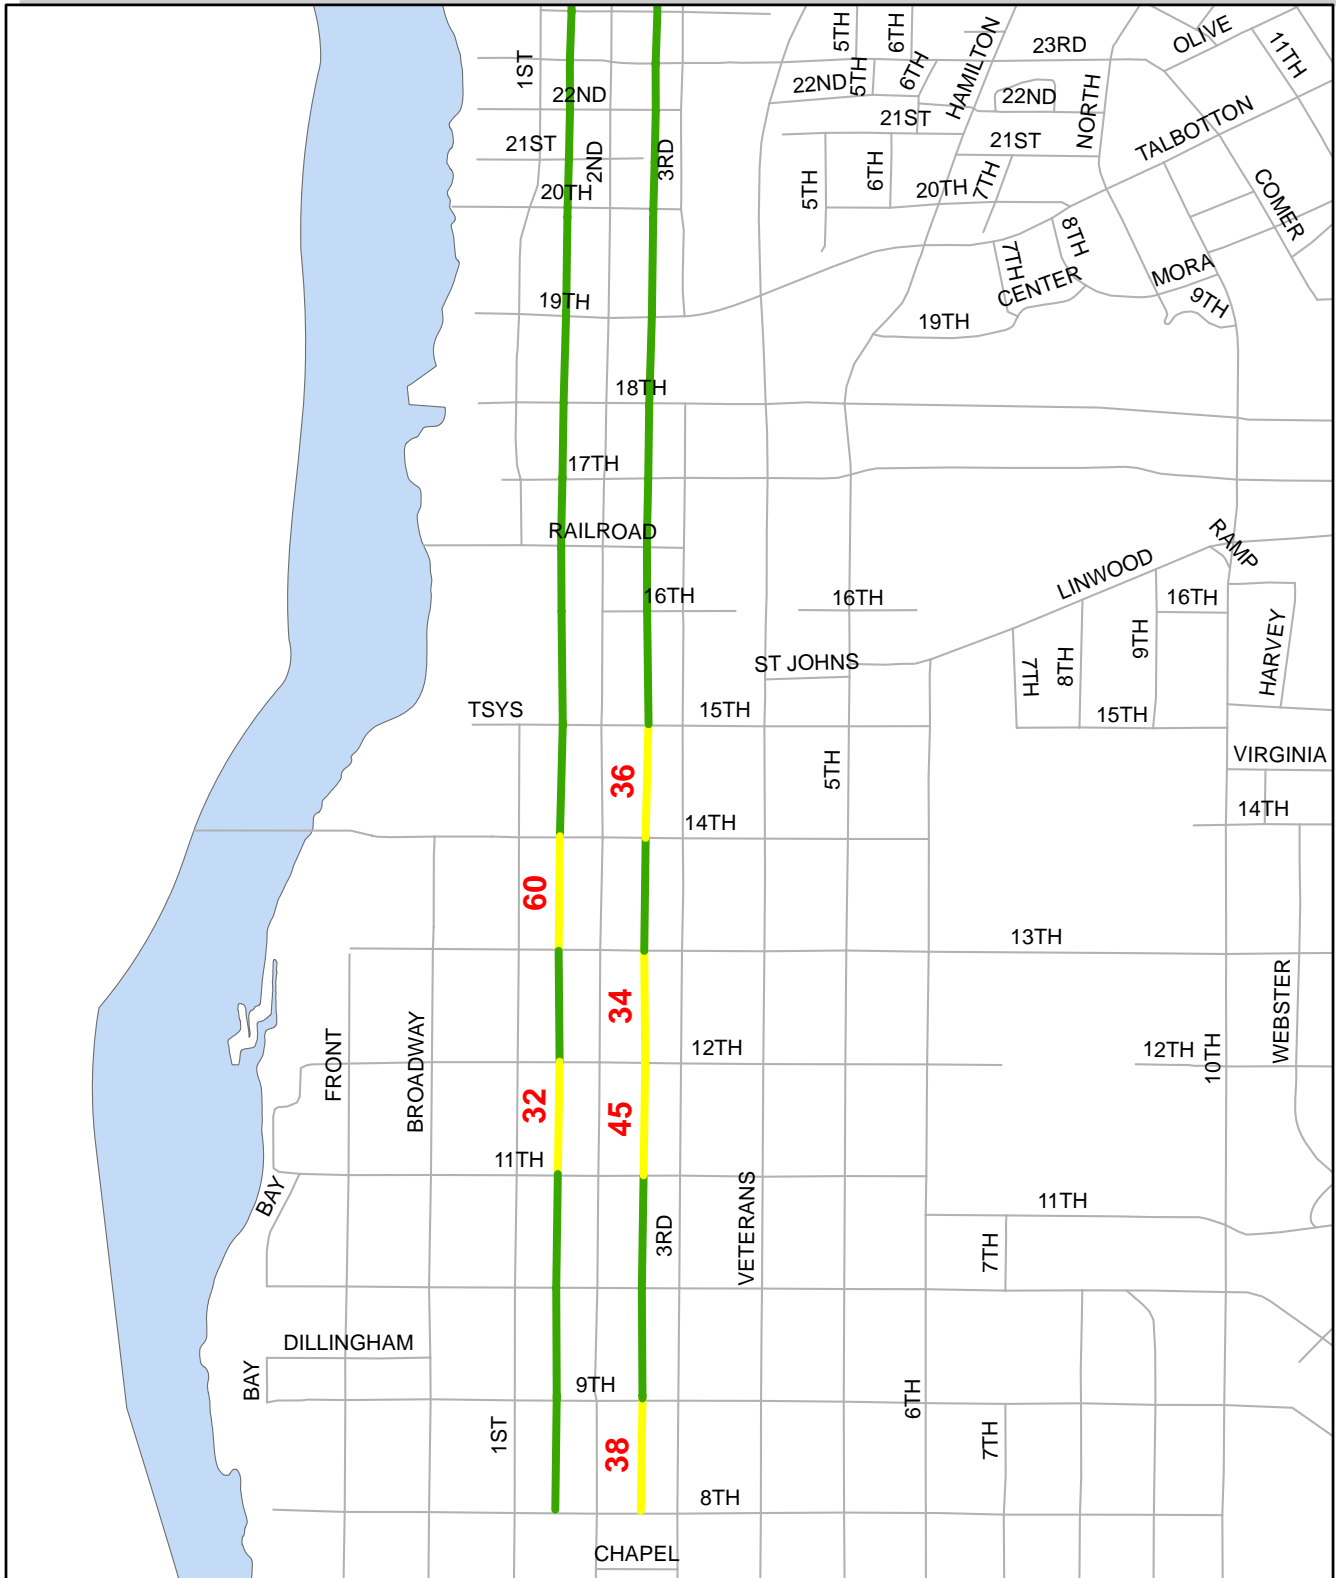 5TH
6TH
HAMILTON
23RD
OLIVE
11TH
1ST
22ND
22ND
5TH
6TH
22ND
NORTH
21ST
2ND
3RD
21ST
21ST
TALBOTTON
20TH
5TH
6TH
20TH
7TH
COMER
8TH
7TH
CENTER
MORA
9TH
19TH
19TH
18TH
17TH
RAILROAD
LINWOOD
RAMP
16TH
16TH
16TH
ST JOHNS
7TH
8TH
9TH
HARVEY
TSYS
15TH
15TH
36
5TH
VIRGINIA
14TH
14TH
60
13TH
34
WEBSTER
FRONT
BROADWAY
12TH
12TH
10TH
32
45
11TH
BAY
VETERANS
11TH
3RD
7TH
DILLINGHAM
BAY
9TH
6TH
1ST
38
7TH
8TH
CHAPEL